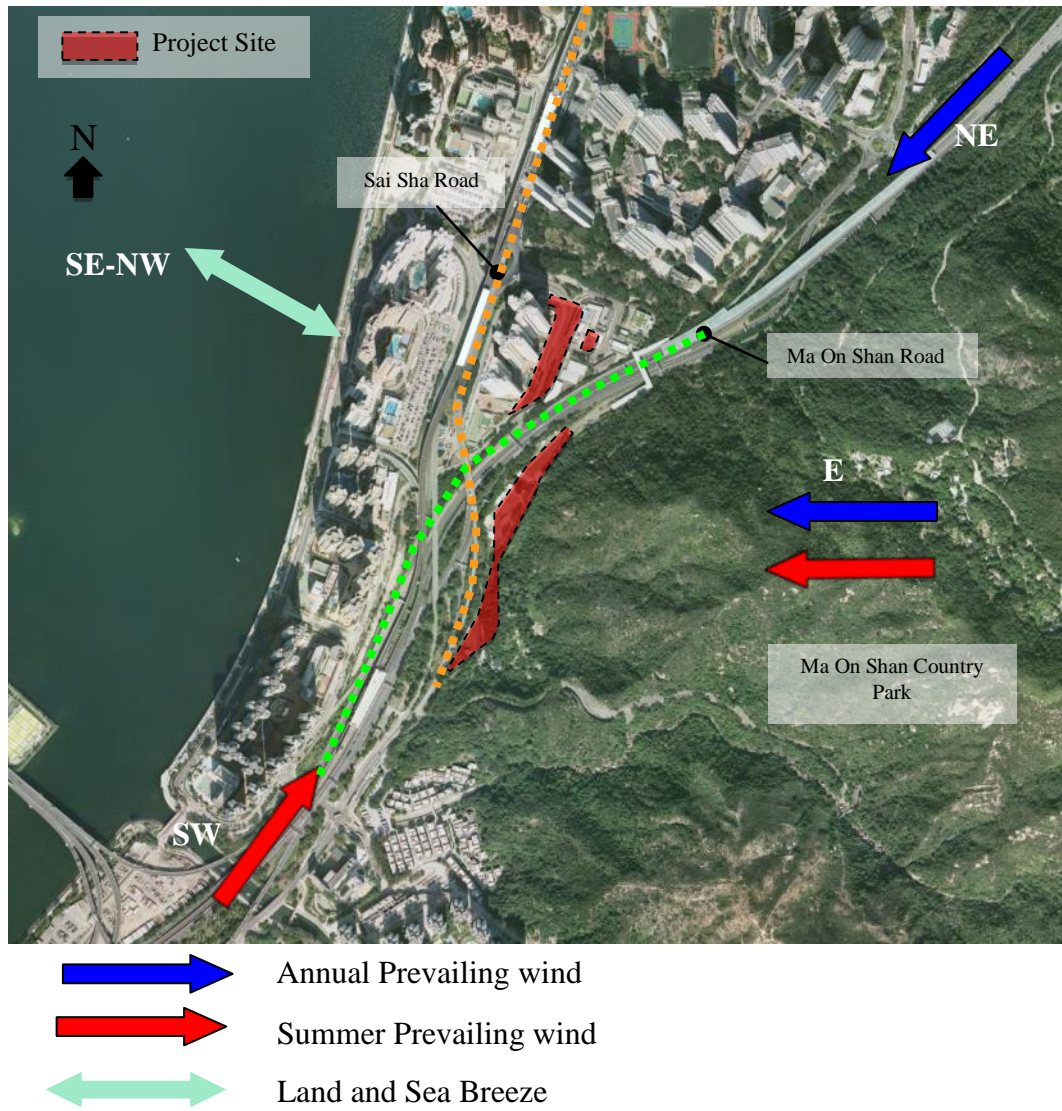 Project Site
N
NE
Sai Sha Road
SE-NW
Ma On Shan Road
E
Ma On Shan Country
Park
SW
Annual Prevailing wind
Summer Prevailing wind
Land and Sea Breeze